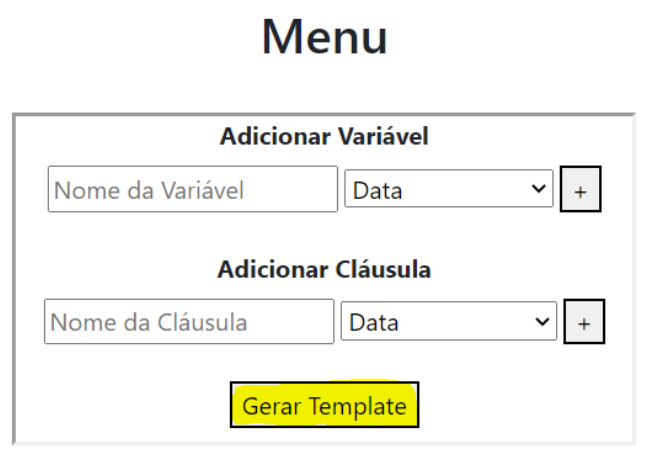 Menu
Adicionar Variável
Nome da Variável Data +
Adicionar Cláusula
Nome da Cláusula Data +
Gerar Template